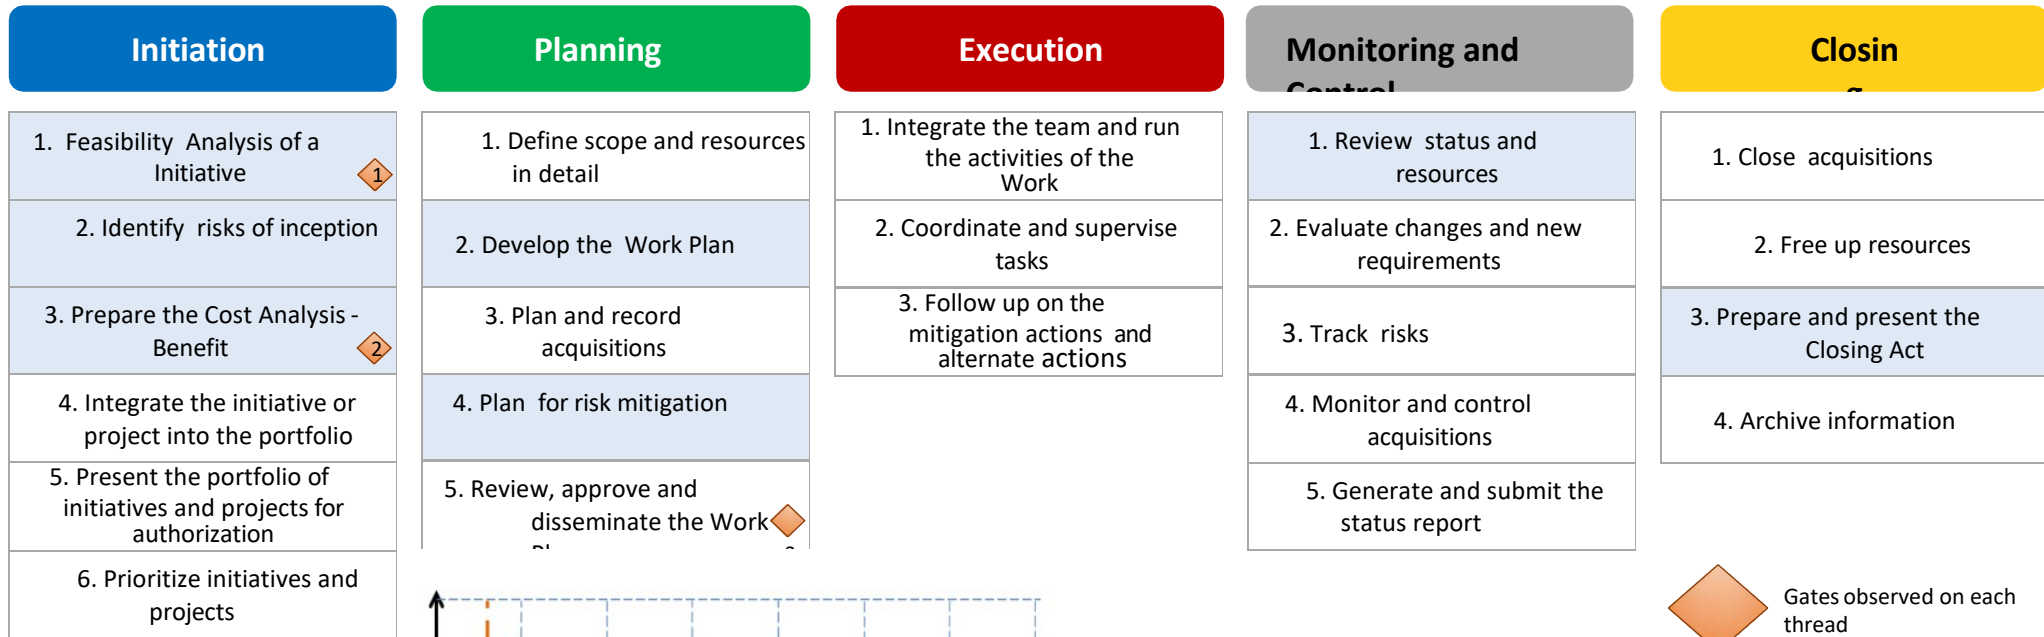 Initiation
Planning
Execution
Monitoring and
Control
Closin
g
1. Feasibility Analysis of a
Initiative
1
2. Identify risks of inception
3. Prepare the Cost Analysis -
Benefit
2
4. Integrate the initiative or
project into the portfolio
5. Present the portfolio of
initiatives and projects for
authorization
6. Prioritize initiatives and
projects
1. Define scope and resources
in detail
2. Develop the Work Plan
3. Plan and record
acquisitions
4. Plan for risk mitigation
5. Review, approve and
disseminate the Work
1. Integrate the team and run
the activities of the
Work
2. Coordinate and supervise
tasks
3. Follow up on the
mitigation actions and
alternate actions
1. Review status and
resources
2. Evaluate changes and new
requirements
3. Track risks
4. Monitor and control
acquisitions
5. Generate and submit the
status report
1. Close acquisitions
2. Free up resources
3. Prepare and present the
Closing Act
4. Archive information
Gates observed on each
thread